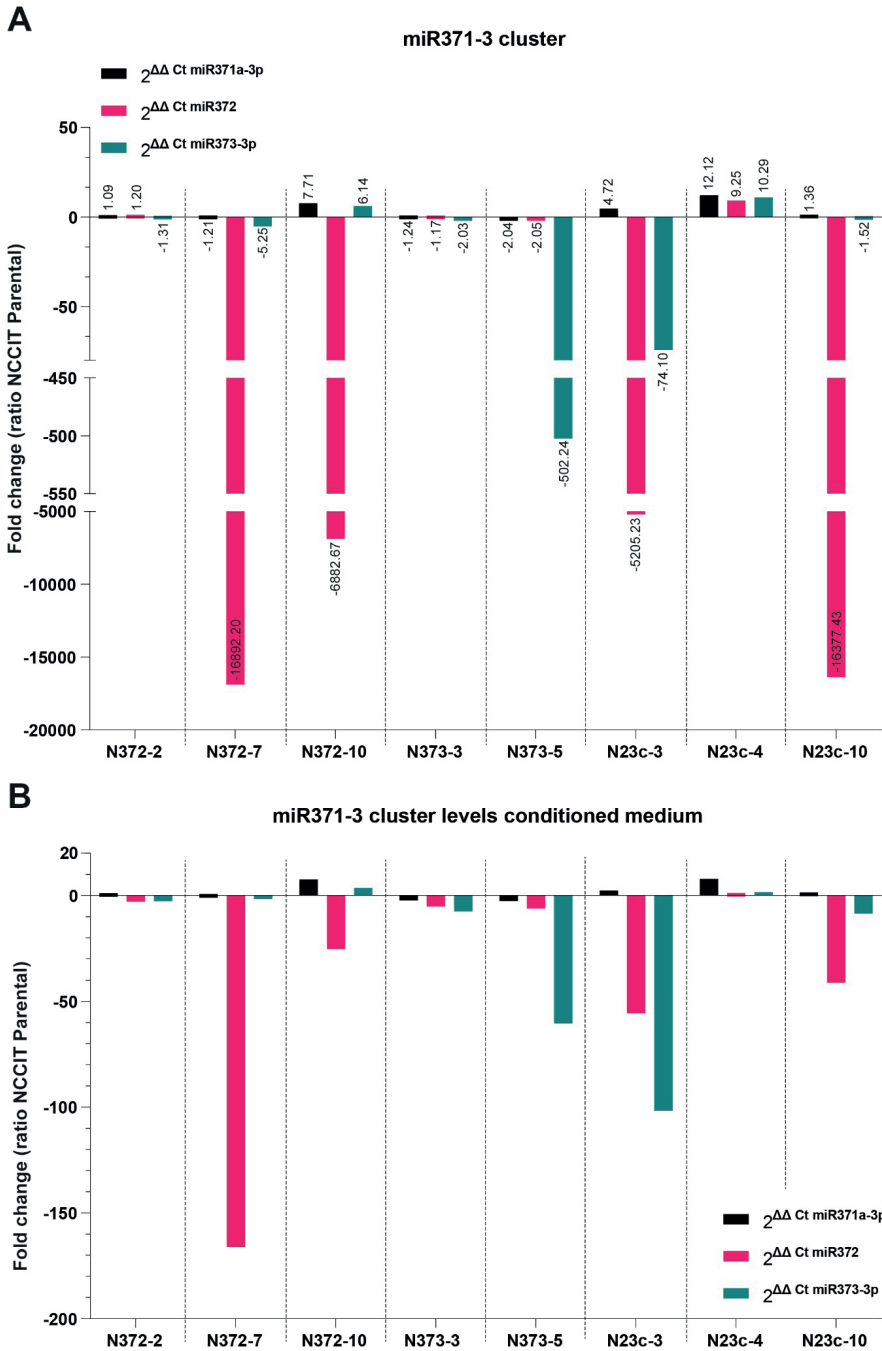 A
miR371-3 cluster
2ΔΔ Ct miR371a-3p
2ΔΔ Ct miR372
2ΔΔ Ct miR373-3p
Fold change (ratio NCCIT Parental)
50
0
-50
-450
-500
-550
-5000
-10000
-15000
-20000
1.09
1.20
-1.31
-1.21
-16892.20
-5.25
7.71
-6882.67
6.14
-1.24
-1.17
-2.03
-2.04
-2.05
-502.24
4.72
-5205.23
-74.10
12.12
9.25
10.29
1.36
-16377.43
-1.52
N372-2 N372-7 N372-10 N373-3 N373-5 N23c-3 N23c-4 N23c-10
B
miR371-3 cluster levels conditioned medium
Fold change (ratio NCCIT Parental)
20
0
-50
-100
-150
-200
2ΔΔ Ct miR371a-3p
2ΔΔ Ct miR372
2ΔΔ Ct miR373-3p
N372-2 N372-7 N372-10 N373-3 N373-5 N23c-3 N23c-4 N23c-10